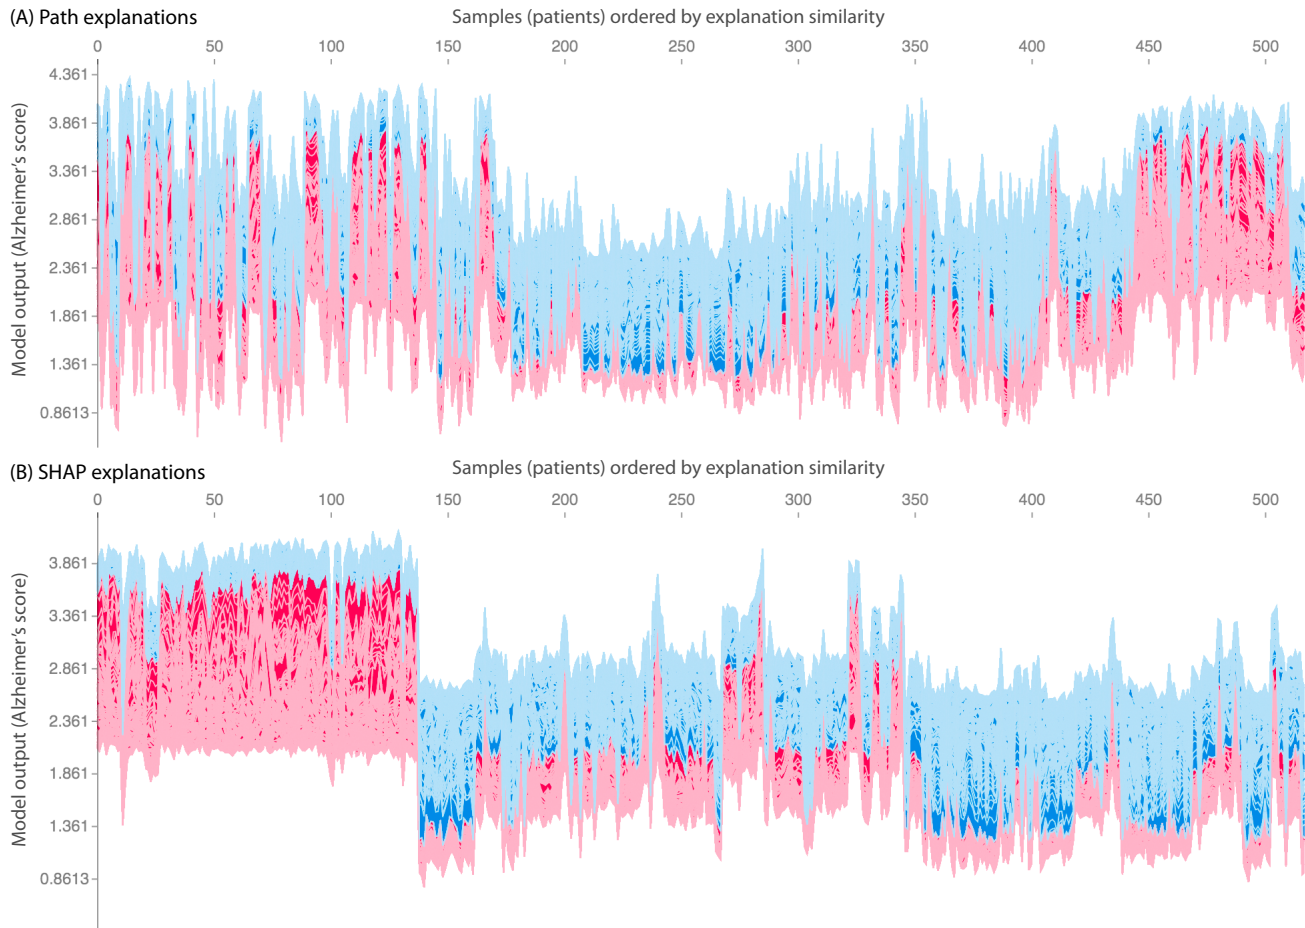 (A) Path explanations
Samples (patients) ordered by explanation similarity
0 50 100 150 200 250 300 350 400 450 500
Model output (Alzheimer's score)
4.361
3.861
3.361
2.861
2.361
1.861
1.361
0.8613
(B) SHAP explanations
Samples (patients) ordered by explanation similarity
0 50 100 150 200 250 300 350 400 450 500
Model output (Alzheimer's score)
3.861
3.361
2.861
2.361
1.861
1.361
0.8613